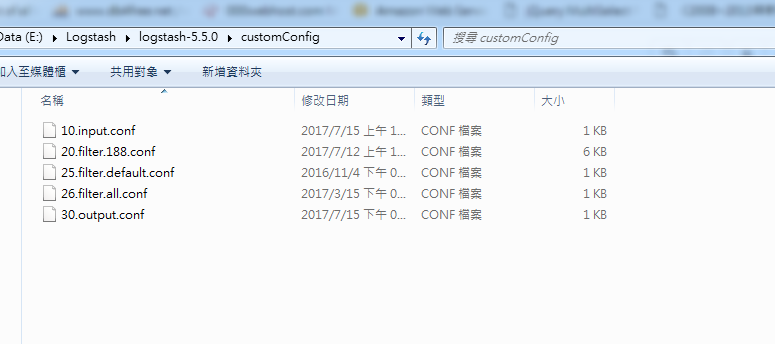 Data (E:) ▸ Logstash ▸ logstash-5.5.0 ▸ customConfig
搜尋 customConfig
加入至媒體櫃 ▼ 共用對象 ▼ 新增資料夾
名稱 修改日期 類型 大小
10.input.conf 2017/7/15 上午 1... CONF 檔案 1 KB
20.filter.188.conf 2017/7/12 上午 1... CONF 檔案 6 KB
25.filter.default.conf 2016/11/4 下午 0... CONF 檔案 1 KB
26.filter.all.conf 2017/3/15 下午 0... CONF 檔案 1 KB
30.output.conf 2017/7/15 下午 0... CONF 檔案 1 KB